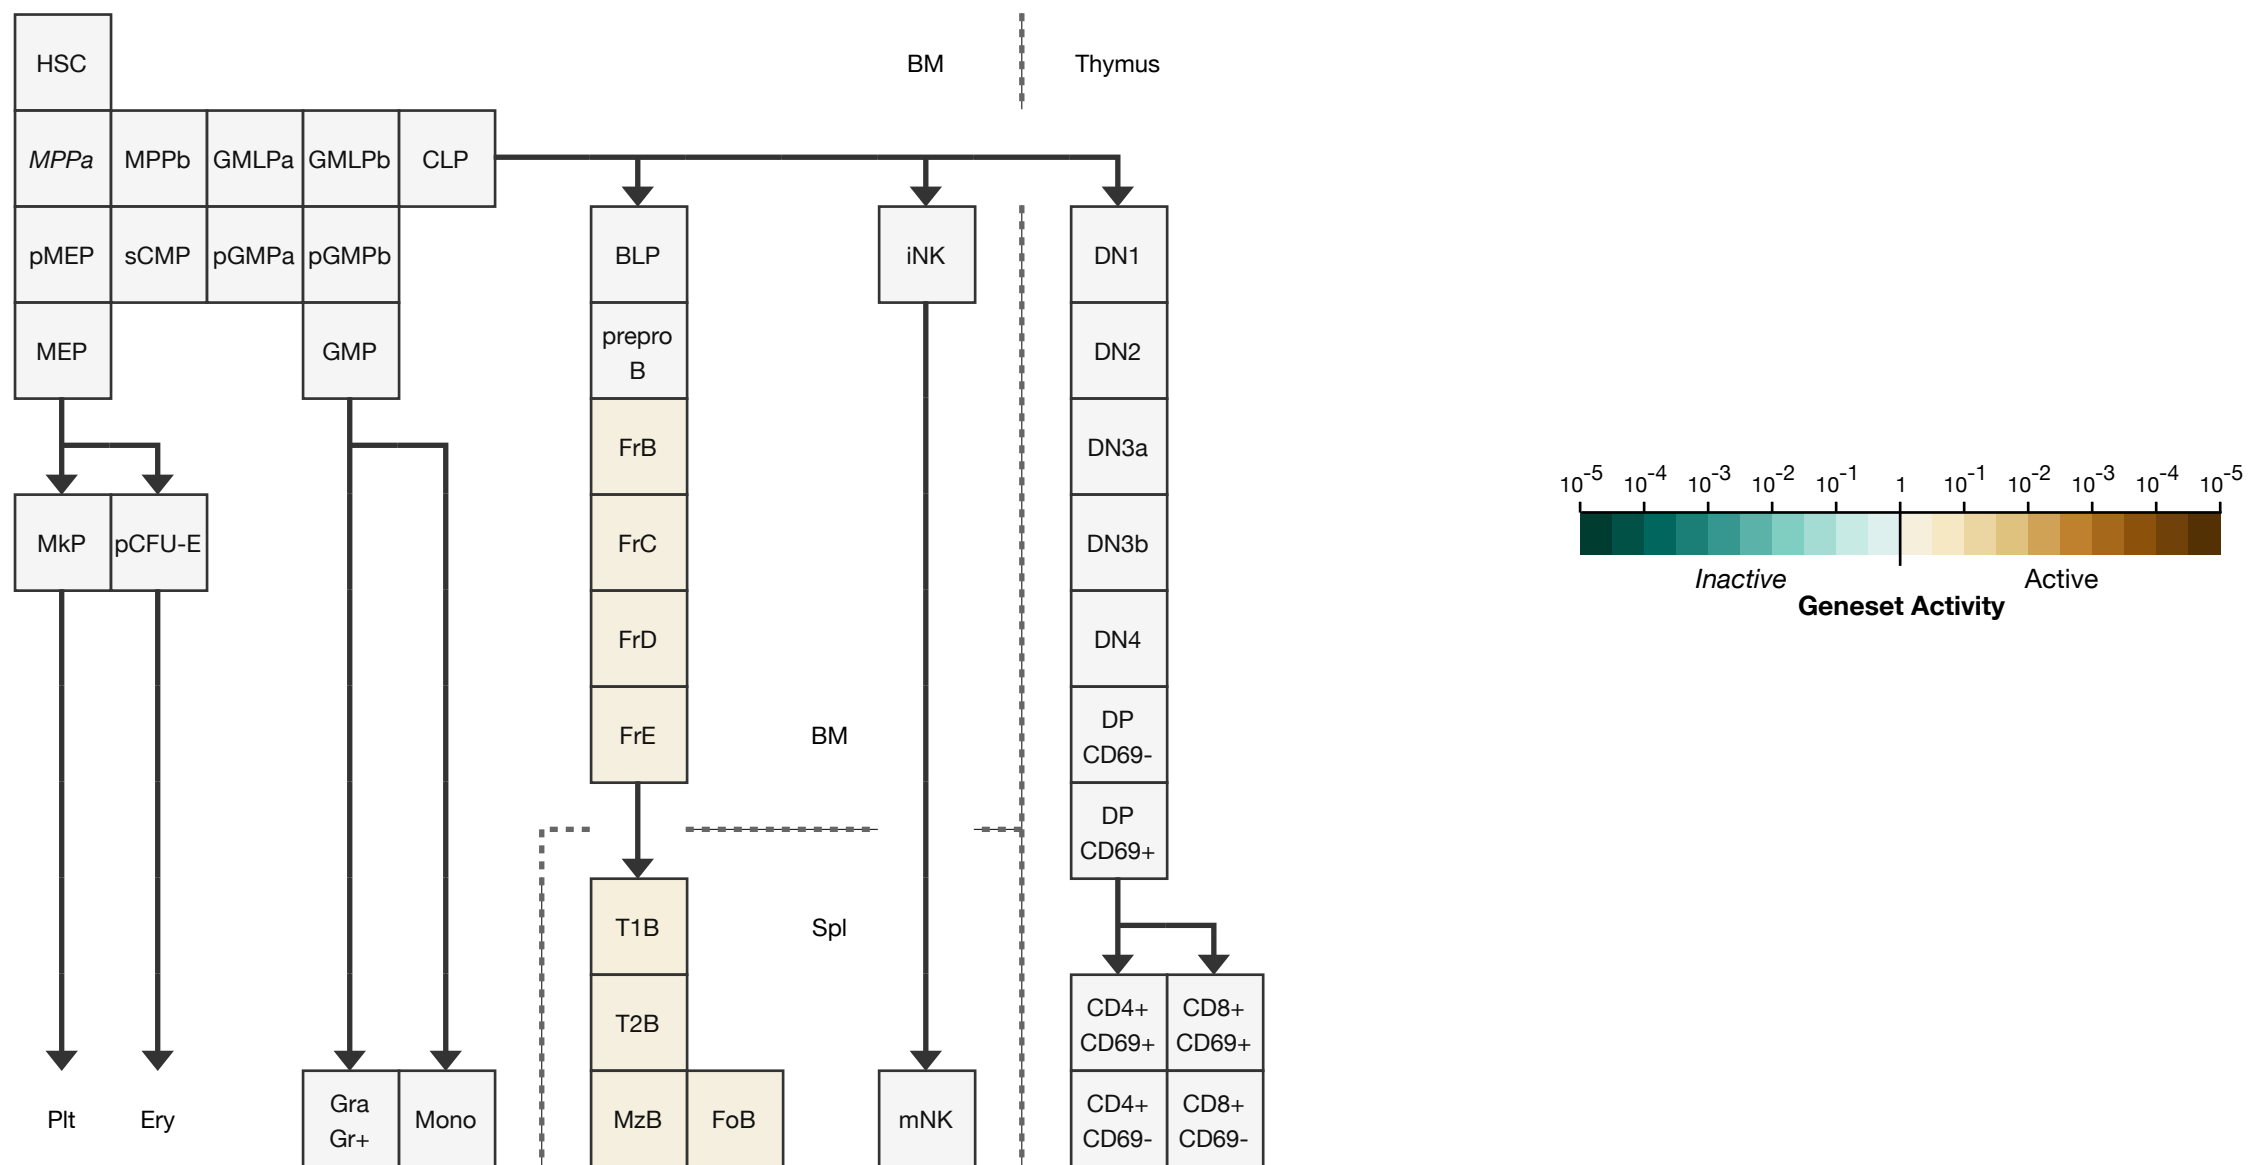 HSC
BM
Thymus
MPPa
MPPb
GMLPa
GMLPb
CLP
pMEP
sCMP
pGMPa
pGMPb
BLP
iNK
DN1
MEP
GMP
prepro
B
DN2
FrB
DN3a
MkP
pCFU-E
FrC
DN3b
FrD
DN4
FrE
BM
DP
CD69-
DP
CD69+
T1B
Spl
T2B
CD4+
CD69+
CD8+
CD69+
Plt
Ery
Gra
Gr+
Mono
MzB
FoB
mNK
CD4+
CD69-
CD8+
CD69-
10-5 10-4 10-3 10-2 10-1 1 10-1 10-2 10-3 10-4 10-5
Inactive Active
Geneset Activity